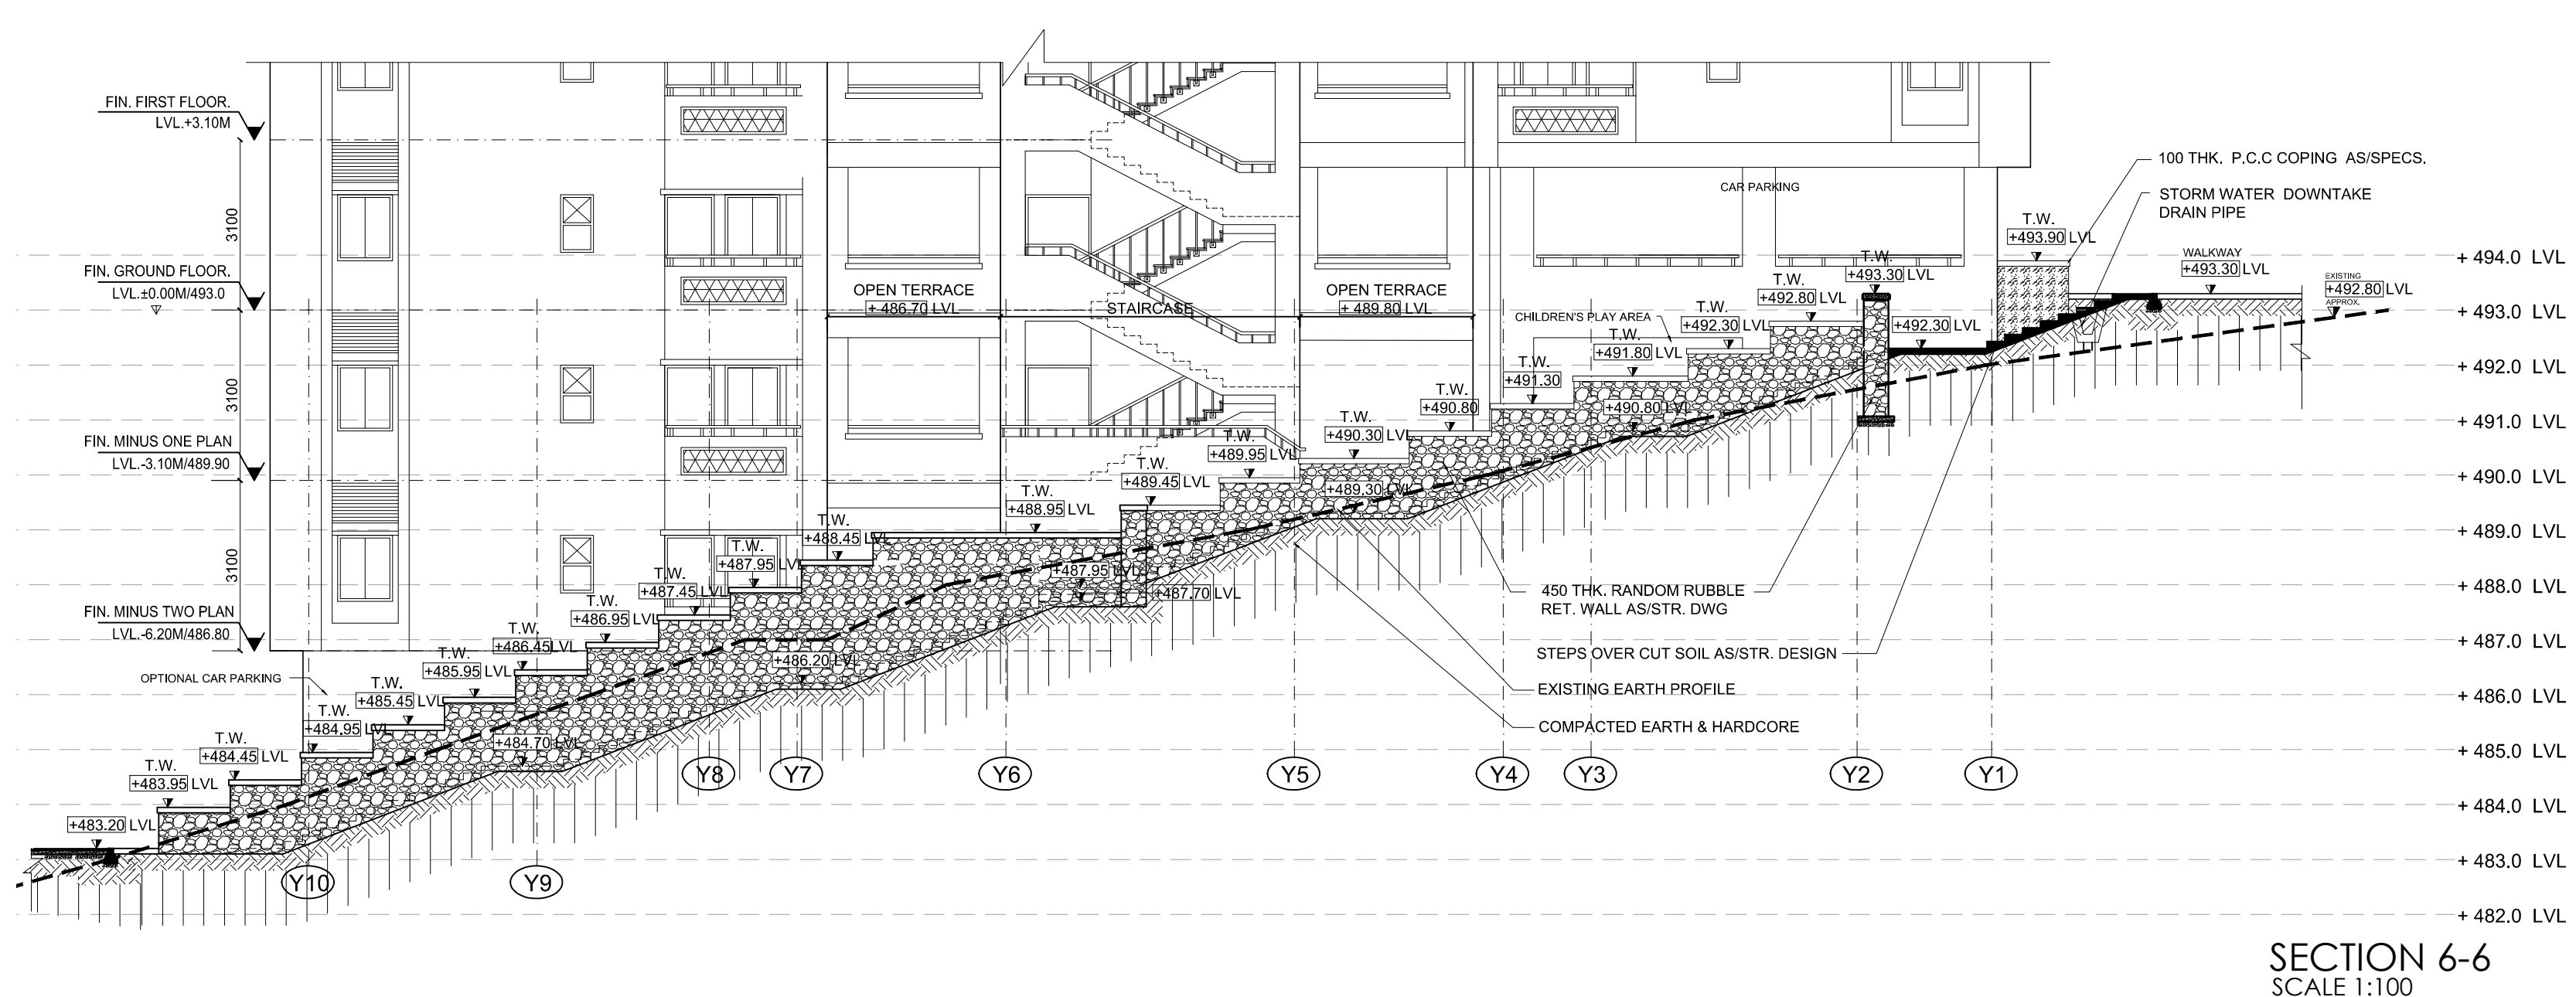 FIN. FIRST FLOOR.
LVL.+3.10M
3100
FIN. GROUND FLOOR.
LVL.±0.00M/493.0
3100
FIN. MINUS ONE PLAN
LVL.-3.10M/489.90
3100
FIN. MINUS TWO PLAN
LVL.-6.20M/486.80
OPTIONAL CAR PARKING
OPEN TERRACE
+ 486.70 LVL
STAIRCASE
OPEN TERRACE
+ 489.80 LVL
CAR PARKING
CHILDREN'S PLAY AREA
+483.20 LVL
T.W.
+483.95 LVL
T.W.
+484.45 LVL
T.W.
+484.95 LVL
T.W.
+485.45 LVL
T.W.
+485.95 LVL
T.W.
+486.45 LVL
T.W.
+486.95 LVL
T.W.
+487.45 LVL
T.W.
+487.95 LVL
T.W.
+488.45 LVL
T.W.
+488.95 LVL
T.W.
+489.45 LVL
T.W.
+489.95 LVL
T.W.
+490.30 LVL
T.W.
+490.80
T.W.
+491.30
T.W.
+491.80 LVL
T.W.
+492.30 LVL
T.W.
+492.80 LVL
T.W.
+493.30 LVL
+492.30 LVL
T.W.
+493.90 LVL
WALKWAY
+493.30 LVL
EXISTING
+492.80 LVL
APPROX.
+484.70 LVL
+486.20 LVL
+487.95 LVL
+487.70 LVL
+489.30 LVL
+490.80 LVL
100 THK. P.C.C COPING AS/SPECS.
STORM WATER DOWNTAKE
DRAIN PIPE
450 THK. RANDOM RUBBLE
RET. WALL AS/STR. DWG
STEPS OVER CUT SOIL AS/STR. DESIGN
EXISTING EARTH PROFILE
COMPACTED EARTH & HARDCORE
Y10
Y9
Y8
Y7
Y6
Y5
Y4
Y3
Y2
Y1
+ 494.0 LVL
+ 493.0 LVL
+ 492.0 LVL
+ 491.0 LVL
+ 490.0 LVL
+ 489.0 LVL
+ 488.0 LVL
+ 487.0 LVL
+ 486.0 LVL
+ 485.0 LVL
+ 484.0 LVL
+ 483.0 LVL
+ 482.0 LVL
SECTION 6-6
SCALE 1:100